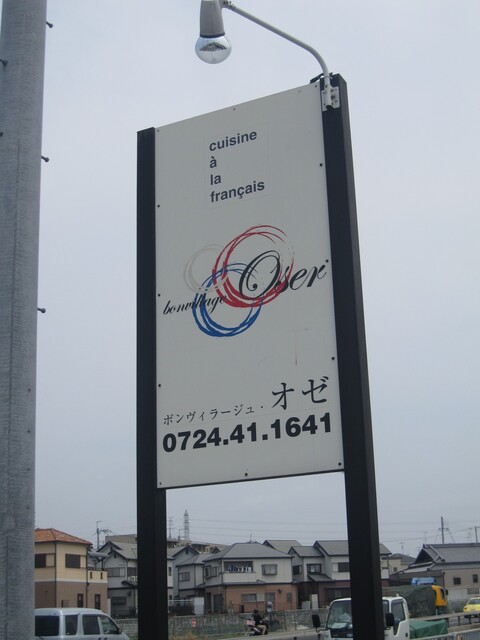 cuisine
à
la
français
bonvillage Oser
ボンヴィラージュ・オゼ
0724.41.1641